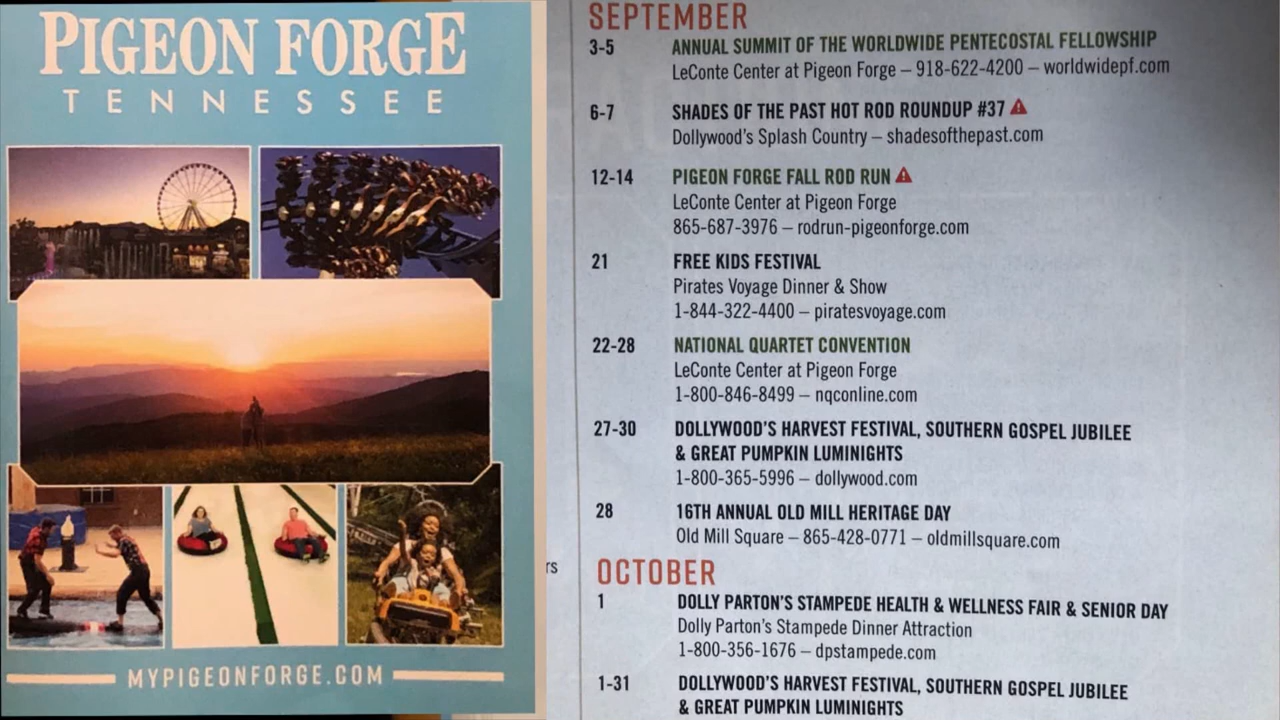 PIGEON FORGE
TENNESSEE
MYPIGEONFORGE.COM
rs
SEPTEMBER
3-5 ANNUAL SUMMIT OF THE WORLDWIDE PENTECOSTAL FELLOWSHIP
LeConte Center at Pigeon Forge – 918-622-4200 – worldwidepf.com
6-7 SHADES OF THE PAST HOT ROD ROUNDUP #37
Dollywood's Splash Country – shadesofthepast.com
12-14 PIGEON FORGE FALL ROD RUN
LeConte Center at Pigeon Forge
865-687-3976 – rodrun-pigeonforge.com
21 FREE KIDS FESTIVAL
Pirates Voyage Dinner & Show
1-844-322-4400 – piratesvoyage.com
22-28 NATIONAL QUARTET CONVENTION
LeConte Center at Pigeon Forge
1-800-846-8499 – nqconline.com
27-30 DOLLYWOOD'S HARVEST FESTIVAL, SOUTHERN GOSPEL JUBILEE
& GREAT PUMPKIN LUMINIGHTS
1-800-365-5996 – dollywood.com
28 16TH ANNUAL OLD MILL HERITAGE DAY
Old Mill Square – 865-428-0771 – oldmillsquare.com
OCTOBER
1 DOLLY PARTON'S STAMPEDE HEALTH & WELLNESS FAIR & SENIOR DAY
Dolly Parton's Stampede Dinner Attraction
1-800-356-1676 – dpstampede.com
1-31 DOLLYWOOD'S HARVEST FESTIVAL, SOUTHERN GOSPEL JUBILEE
& GREAT PUMPKIN LUMINIGHTS